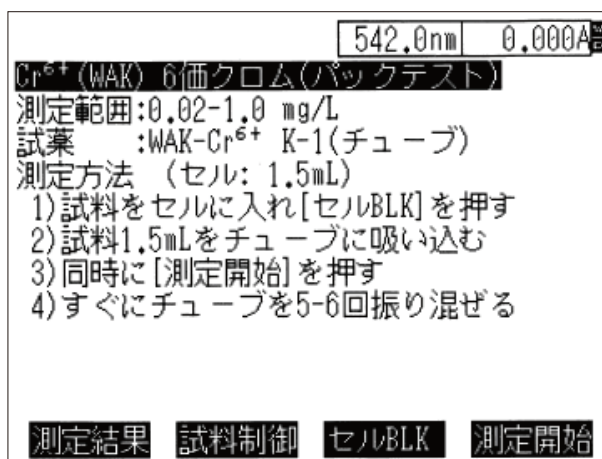 542.0nm 0.000A
Cr⁶⁺(WAK) 6価クロム(パックテスト)
測定範囲:0.02-1.0 mg/L
試薬 :WAK-Cr⁶⁺ K-1(チューブ)
測定方法 (セル: 1.5mL)
1)試料をセルに入れ[セルBLK]を押す
2)試料1.5mLをチューブに吸い込む
3)同時に[測定開始]を押す
4)すぐにチューブを5-6回振り混ぜる
測定結果 試料制御 セルBLK 測定開始